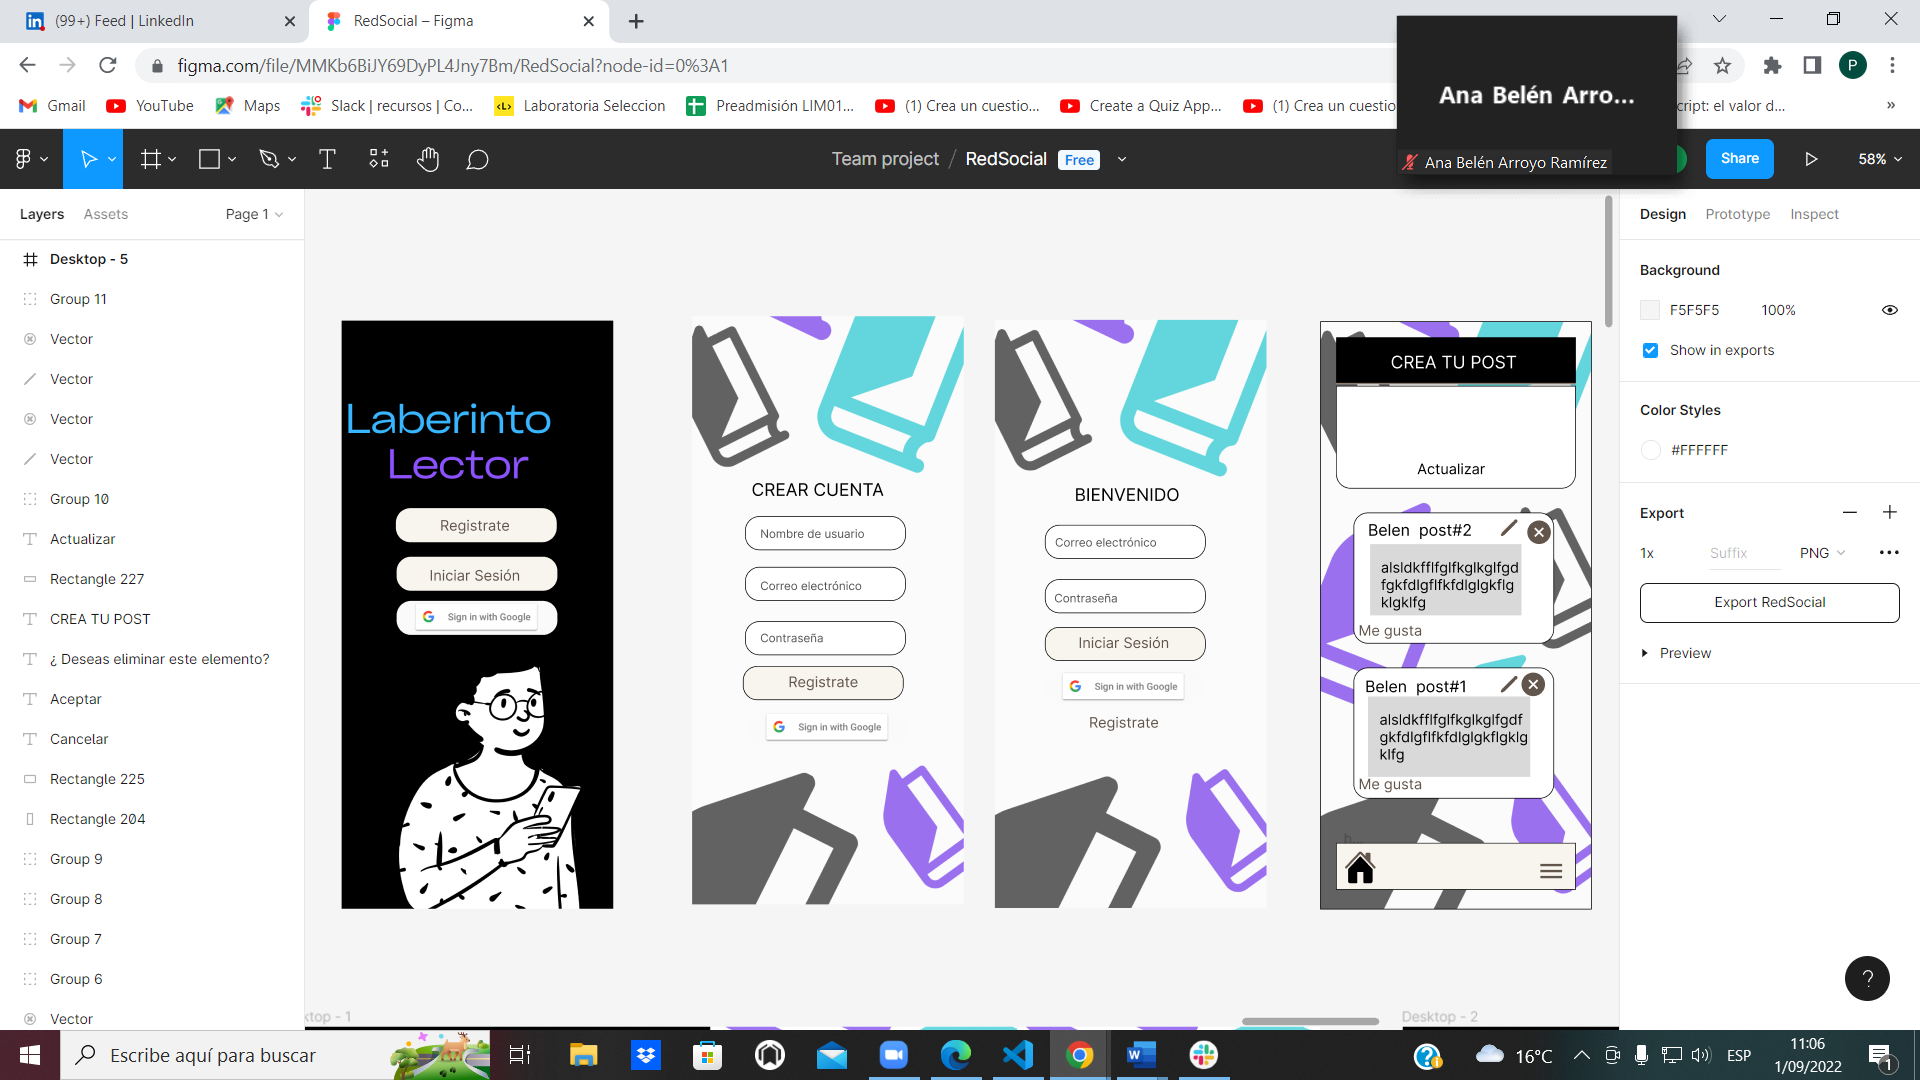 (99+) Feed | LinkedIn
RedSocial – Figma
figma.com/file/MMKb6BiJY69DyPL4Jny7Bm/RedSocial?node-id=0%3A1
P
Gmail
YouTube
Maps
Slack | recursos | Co...
Laboratoria Seleccion
Preadmisión LIM01...
(1) Crea un cuestio...
Create a Quiz App...
(1) Crea un cuestio
cript: el valor d...
»
Ana Belén Arro...
Ana Belén Arroyo Ramírez
Team project / RedSocial Free
Share
58%
Layers
Assets
Page 1
Desktop - 5
Group 11
Vector
Vector
Vector
Vector
Group 10
Actualizar
Rectangle 227
CREA TU POST
¿ Deseas eliminar este elemento?
Aceptar
Cancelar
Rectangle 225
Rectangle 204
Group 9
Group 8
Group 7
Group 6
Vector
Laberinto
Lector
Registrate
Iniciar Sesión
Sign in with Google
CREAR CUENTA
Nombre de usuario
Correo electrónico
Contraseña
Registrate
Sign in with Google
BIENVENIDO
Correo electrónico
Contraseña
Iniciar Sesión
Sign in with Google
Registrate
CREA TU POST
Actualizar
Belen post#2
alsldkfflfglfkglkglfgd
fgkfdlgflfkfdlglgkflg
klgklfg
Me gusta
Belen post#1
alsldkfflfglfkglkglfgdf
gkfdlgflfkfdlglgkflgklg
klfg
Me gusta
ktop - 1
Desktop - 2
Design
Prototype
Inspect
Background
F5F5F5
100%
Show in exports
Color Styles
#FFFFFF
Export
1x
Suffix
PNG
Export RedSocial
Preview
?
Escribe aquí para buscar
16°C
ESP
11:06
1/09/2022
1